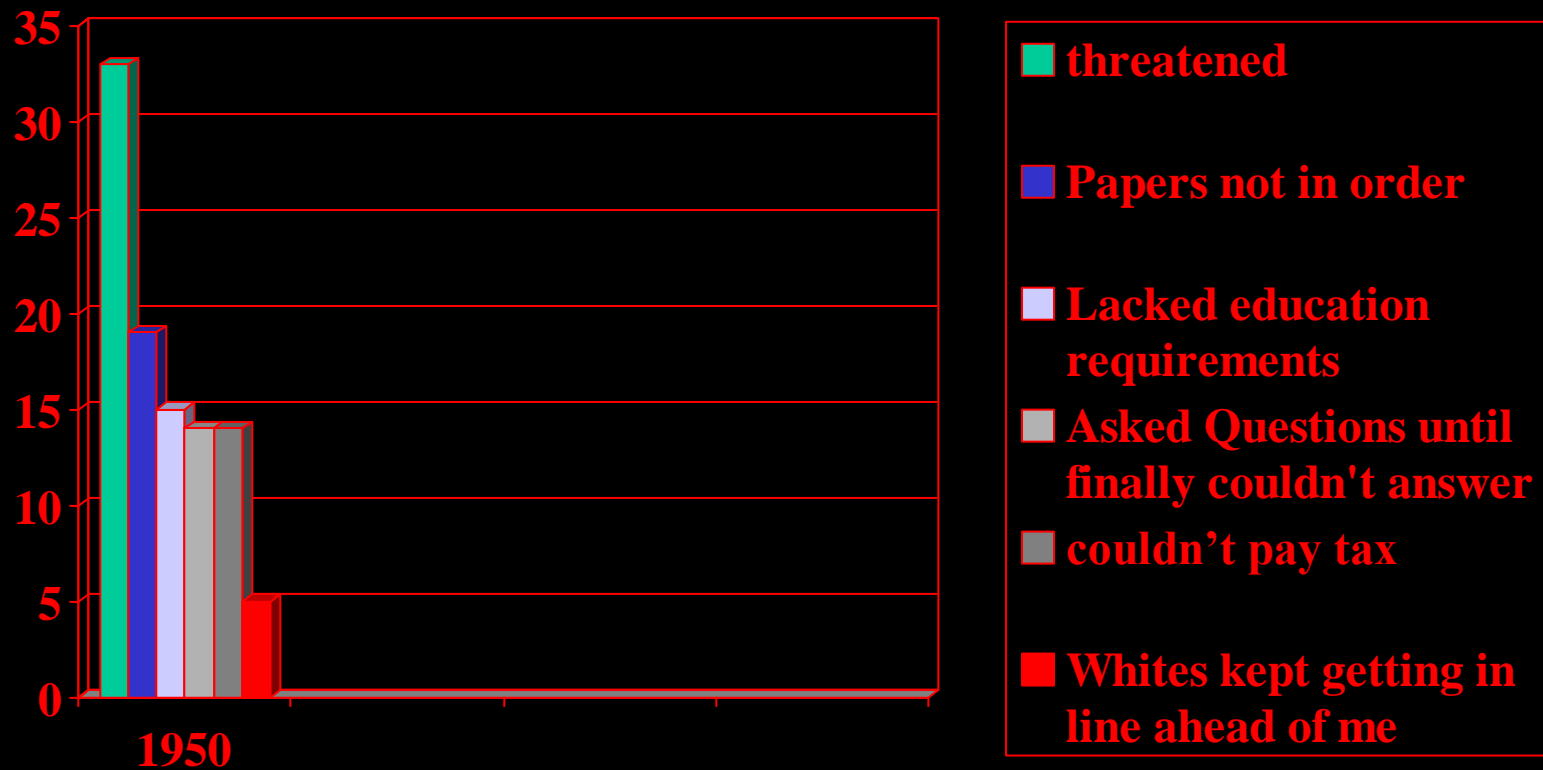 35
30
25
20
15
10
5
0
1950
threatened
Papers not in order
Lacked education
requirements
Asked Questions until
finally couldn't answer
couldn’t pay tax
Whites kept getting in
line ahead of me